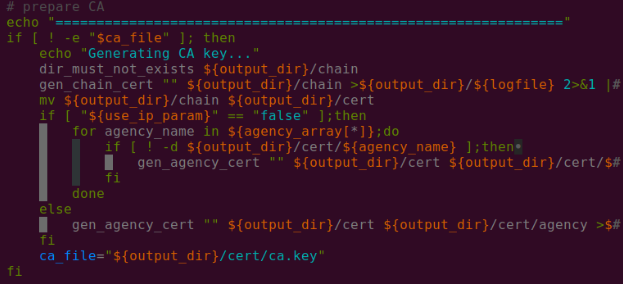 # prepare CA
echo "=============================================================="
if [ ! -e "$ca_file" ]; then
    echo "Generating CA key..."
    dir_must_not_exists ${output_dir}/chain
    gen_chain_cert "" ${output_dir}/chain >${output_dir}/${logfile} 2>&1 |#
    mv ${output_dir}/chain ${output_dir}/cert
    if [ "${use_ip_param}" == "false" ];then
        for agency_name in ${agency_array[*]};do
            if [ ! -d ${output_dir}/cert/${agency_name} ];then•
                gen_agency_cert "" ${output_dir}/cert ${output_dir}/cert/$#
            fi
        done
    else
        gen_agency_cert "" ${output_dir}/cert ${output_dir}/cert/agency >$#
    fi
    ca_file="${output_dir}/cert/ca.key"
fi